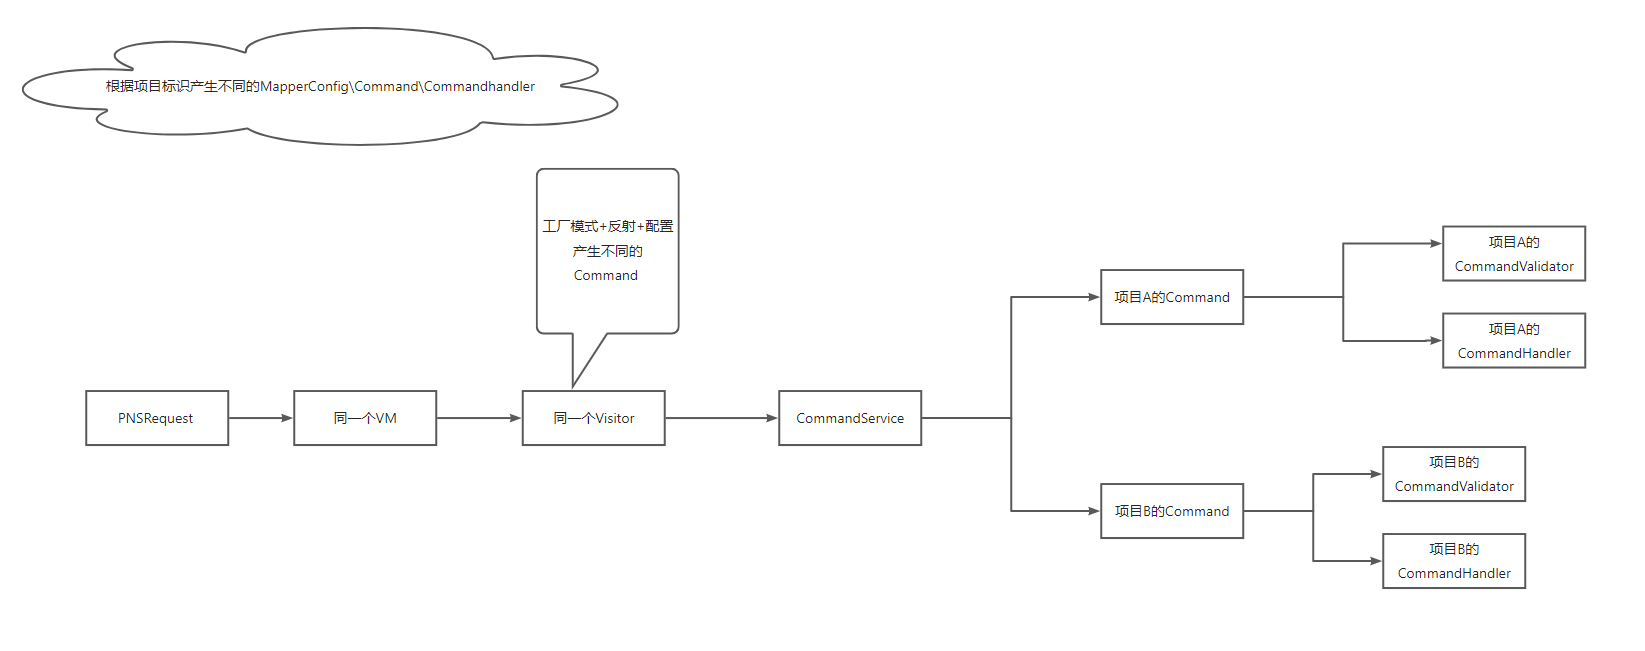 根据项目标识产生不同的MapperConfig\Command\Commandhandler
工厂模式+反射+配置
产生不同的
Command
PNSRequest
同一个VM
同一个Visitor
CommandService
项目A的Command
项目A的
CommandValidator
项目A的
CommandHandler
项目B的Command
项目B的
CommandValidator
项目B的
CommandHandler